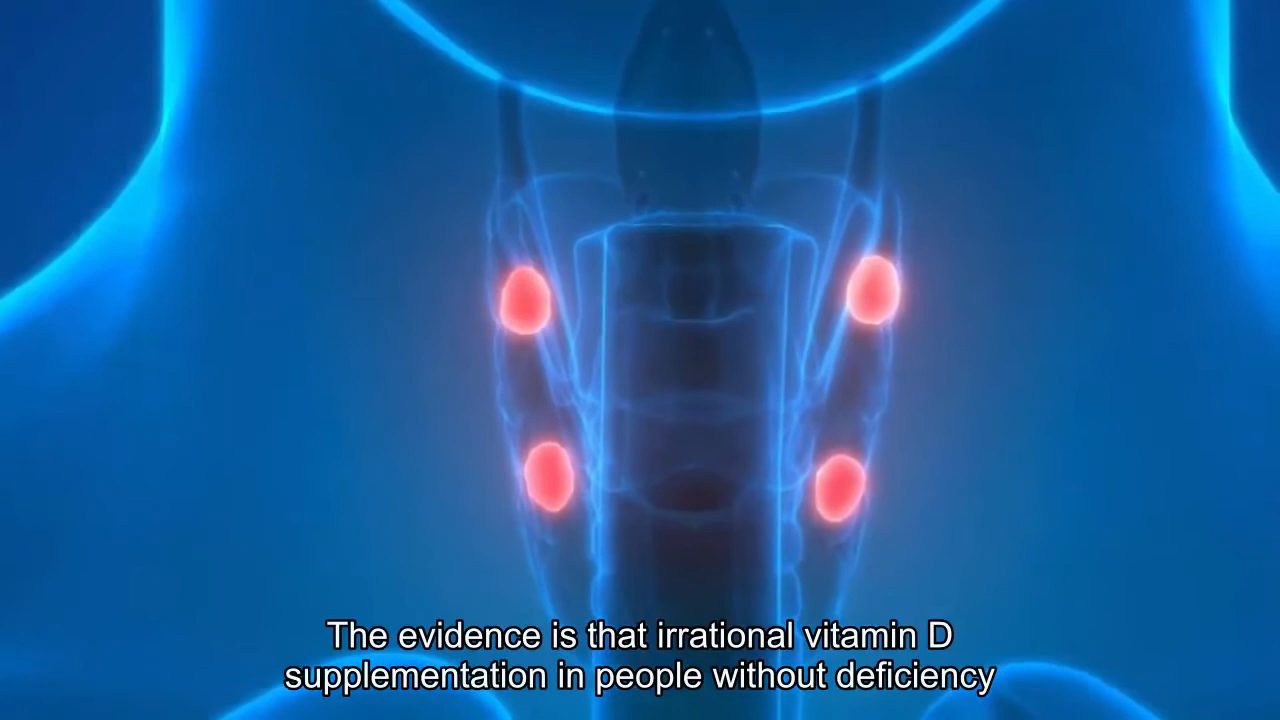 The evidence is that irrational vitamin D
supplementation in people without deficiency